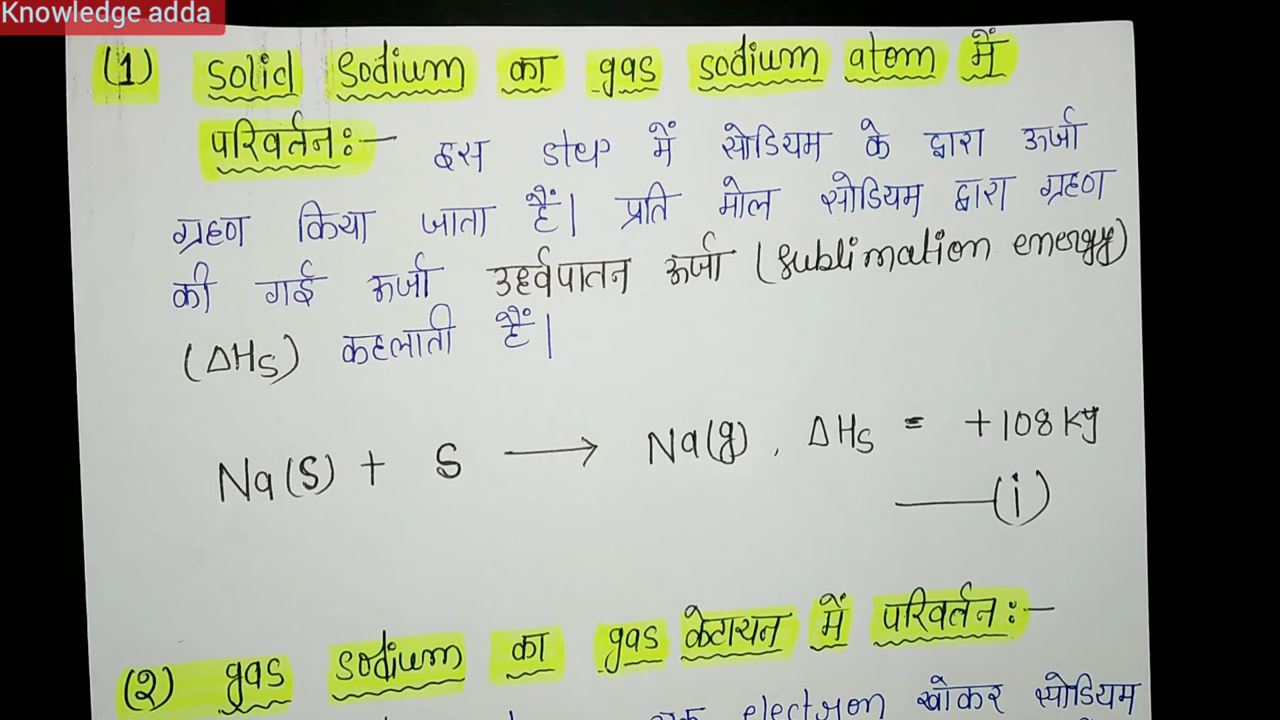 Knowledge adda
(1) Solid Sodium का gas sodium atom में
परिवर्तन:— इस step में सोडियम के द्वारा ऊर्जा
ग्रहण किया जाता हैं। प्रति मोल सोडियम द्वारा ग्रहण
की गई ऊर्जा उर्ध्वपातन ऊर्जा (Sublimation energy)
(ΔHS) कहलाती हैं।
Na(S) + S ⟶ Na(g), ΔHS = +108 kg
——(i)
(2) gas sodium का gas केटायन में परिवर्तन:—
electron खोकर सोडियम